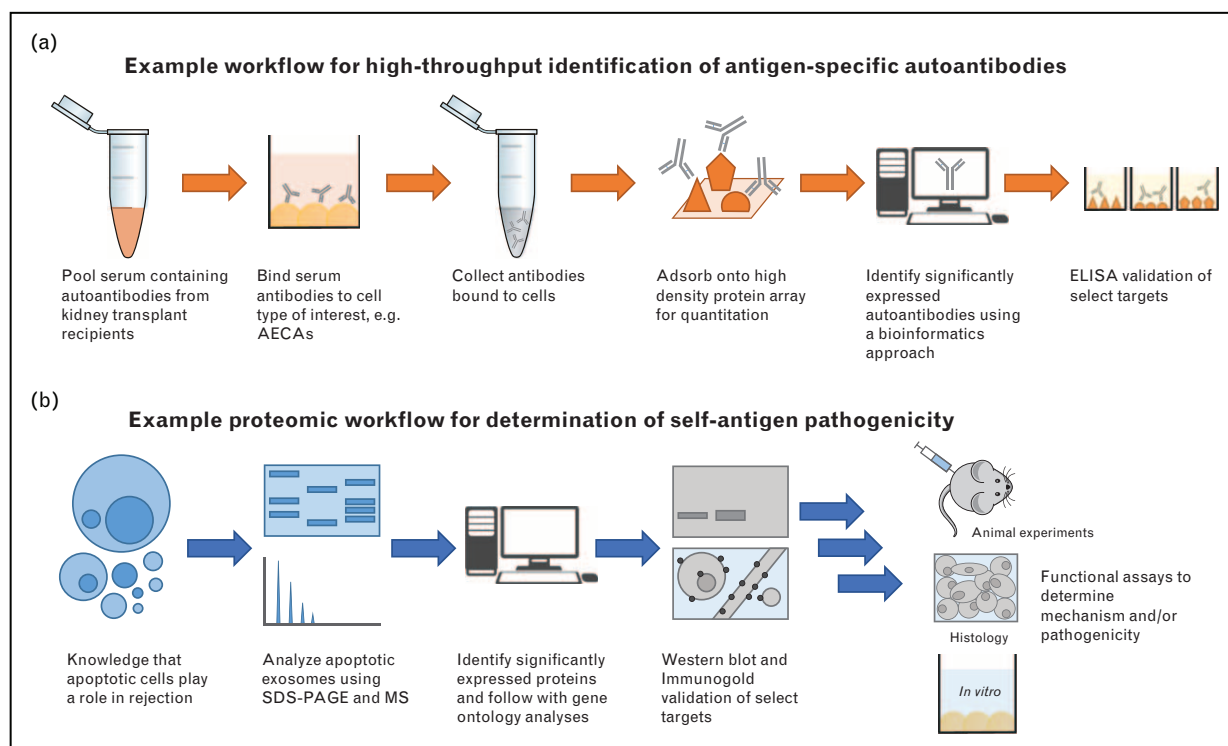 (a)
Example workflow for high-throughput identification of antigen-specific autoantibodies
Pool serum containing
autoantibodies from
kidney transplant
recipients
Bind serum
antibodies to cell
type of interest, e.g.
AECAs
Collect antibodies
bound to cells
Adsorb onto high
density protein array
for quantitation
Identify significantly
expressed
autoantibodies using
a bioinformatics
approach
ELISA validation of
select targets
(b)
Example proteomic workflow for determination of self-antigen pathogenicity
Knowledge that
apoptotic cells play
a role in rejection
Analyze apoptotic
exosomes using
SDS-PAGE and MS
Identify significantly
expressed proteins
and follow with gene
ontology analyses
Western blot and
Immunogold
validation of select
targets
Animal experiments
Histology
In vitro
Functional assays to
determine
mechanism and/or
pathogenicity